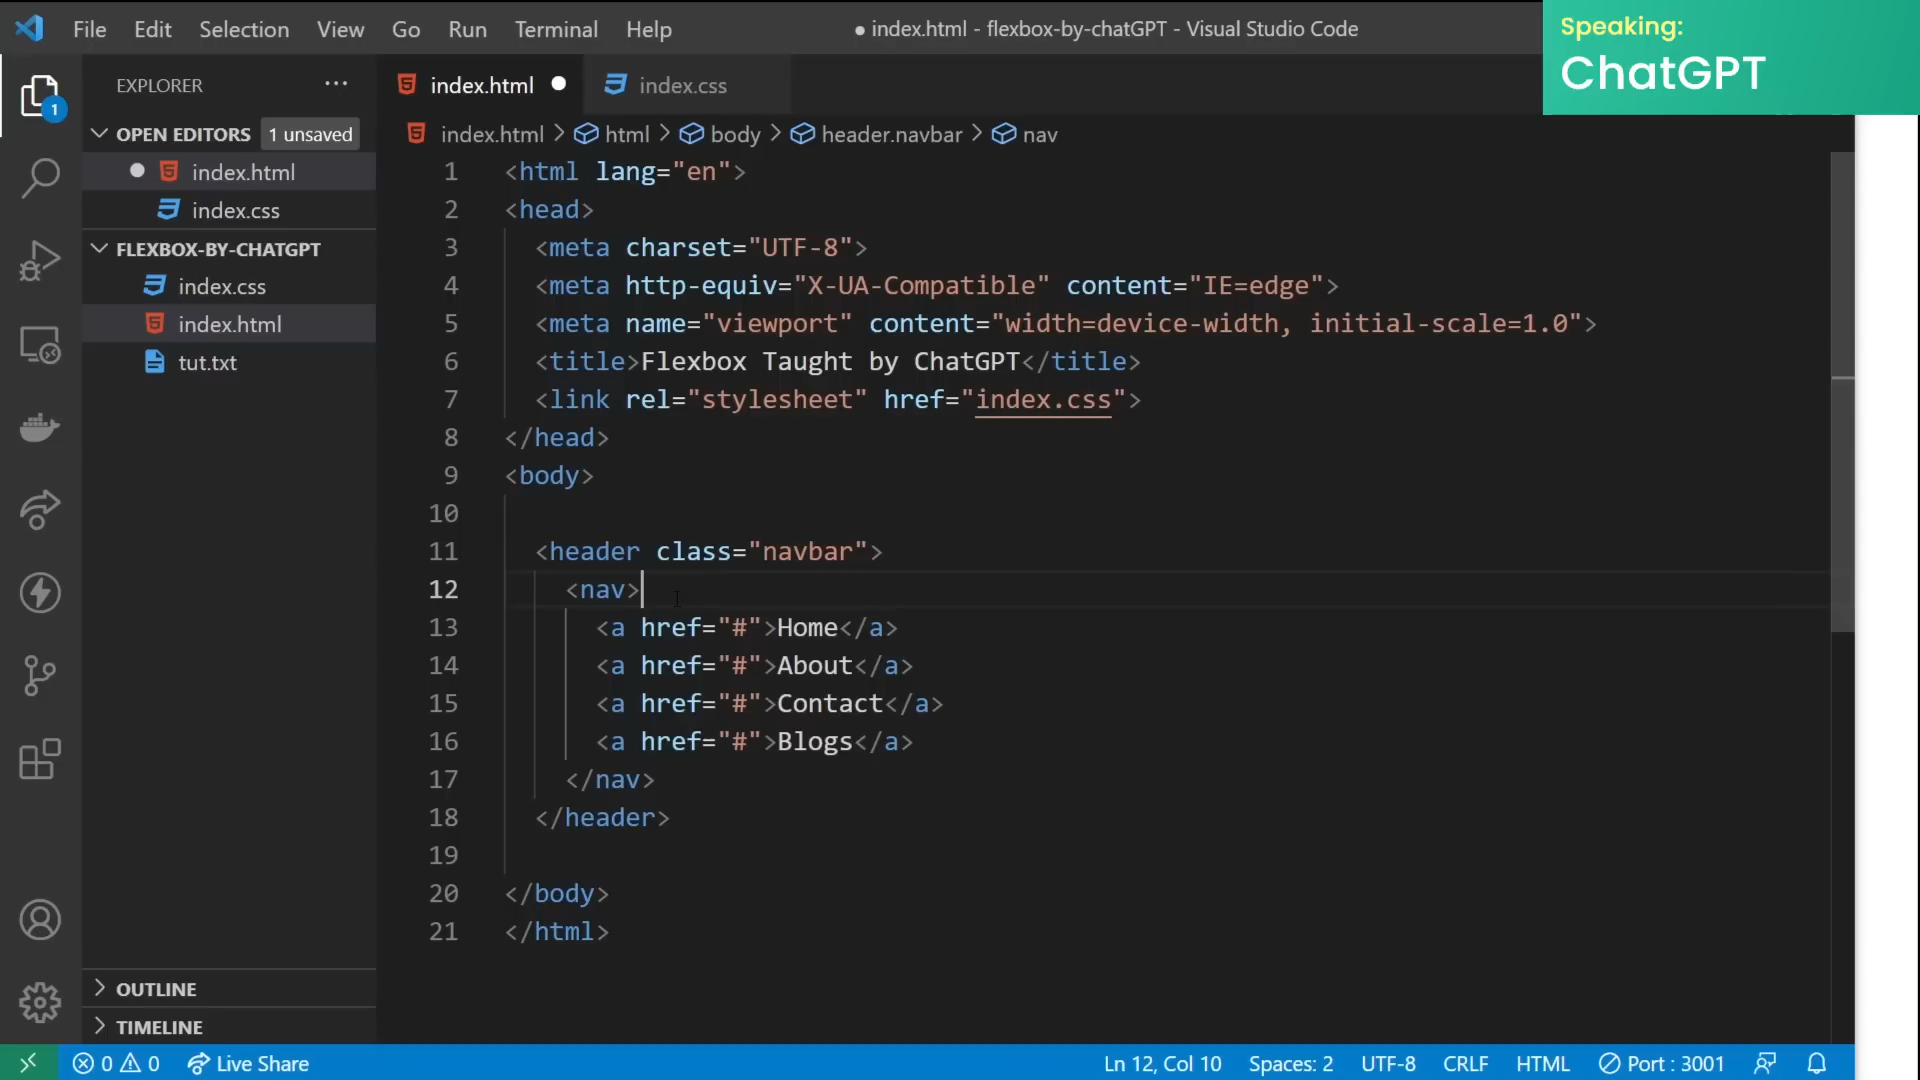 File Edit Selection View Go Run Terminal Help
● index.html - flexbox-by-chatGPT - Visual Studio Code
Speaking:
ChatGPT
EXPLORER ···
index.html ●
index.css
OPEN EDITORS 1 unsaved
index.html
index.css
FLEXBOX-BY-CHATGPT
index.css
index.html
tut.txt
OUTLINE
TIMELINE
1
index.html > html > body > header.navbar > nav
1 <html lang="en">
2 <head>
3 <meta charset="UTF-8">
4 <meta http-equiv="X-UA-Compatible" content="IE=edge">
5 <meta name="viewport" content="width=device-width, initial-scale=1.0">
6 <title>Flexbox Taught by ChatGPT</title>
7 <link rel="stylesheet" href="index.css">
8 </head>
9 <body>
10
11 <header class="navbar">
12 <nav>
13 <a href="#">Home</a>
14 <a href="#">About</a>
15 <a href="#">Contact</a>
16 <a href="#">Blogs</a>
17 </nav>
18 </header>
19
20 </body>
21 </html>
0 0 Live Share
Ln 12, Col 10 Spaces: 2 UTF-8 CRLF HTML Port : 3001